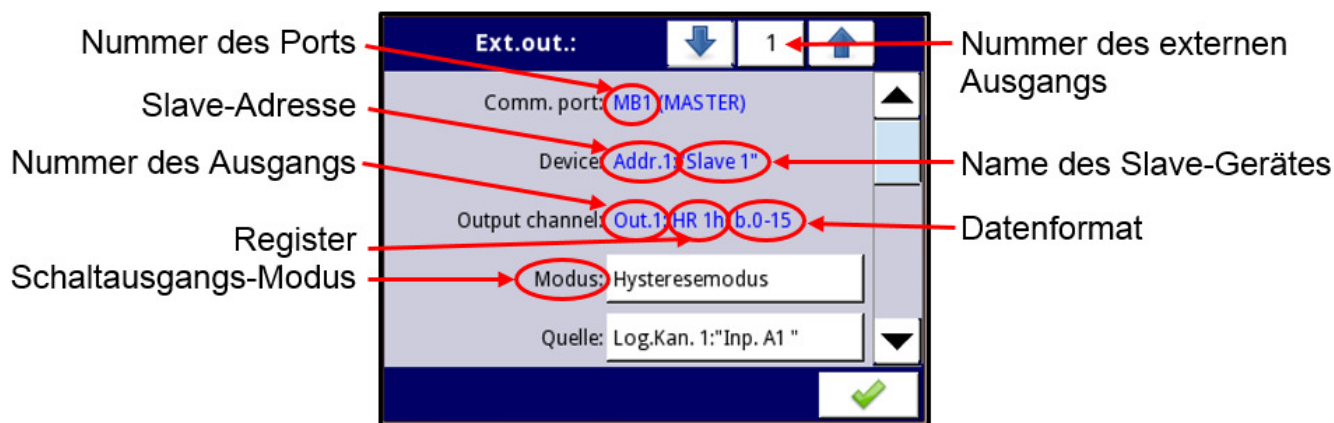 Nummer des Ports
Slave-Adresse
Nummer des Ausgangs
Register
Schaltausgangs-Modus
Ext.out.:
1
Comm. port: MB1 (MASTER)
Device: Addr.1:"Slave 1"
Output channel: Out.1: HR 1h, b.0-15
Modus: Hysteresemodus
Quelle: Log.Kan. 1:"Inp. A1 "
Nummer des externen
Ausgangs
Name des Slave-Gerätes
Datenformat